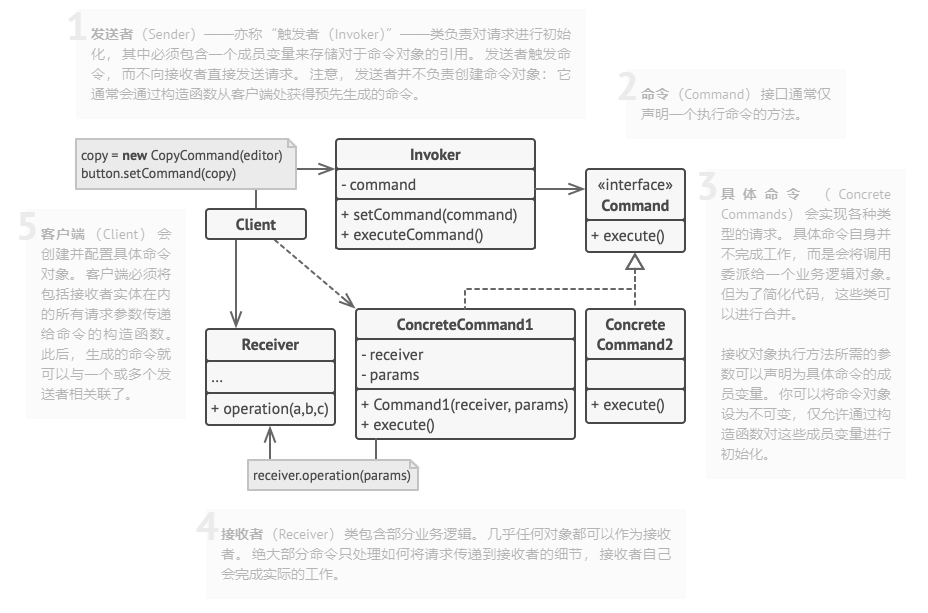 1
发送者（Sender）——亦称“触发者（Invoker）”——类负责对请求进行初始
化， 其中必须包含一个成员变量来存储对于命令对象的引用。 发送者触发命
令， 而不向接收者直接发送请求。 注意， 发送者并不负责创建命令对象： 它
通常会通过构造函数从客户端处获得预先生成的命令。
2
命令（Command） 接口通常仅
声明一个执行命令的方法。
copy = new CopyCommand(editor)
button.setCommand(copy)
Invoker
- command
+ setCommand(command)
+ executeCommand()
«interface»
Command
+ execute()
3
具体命令 （Concrete
Commands） 会实现各种类
型的请求。 具体命令自身并
不完成工作， 而是会将调用
委派给一个业务逻辑对象。
但为了简化代码， 这些类可
以进行合并。
接收对象执行方法所需的参
数可以声明为具体命令的成
员变量。 你可以将命令对象
设为不可变， 仅允许通过构
造函数对这些成员变量进行
初始化。
5
客户端（Client） 会
创建并配置具体命令
对象。 客户端必须将
包括接收者实体在内
的所有请求参数传递
给命令的构造函数。
此后， 生成的命令就
可以与一个或多个发
送者相关联了。
Client
Receiver
...
+ operation(a,b,c)
ConcreteCommand1
- receiver
- params
+ Command1(receiver, params)
+ execute()
Concrete
Command2
+ execute()
receiver.operation(params)
4
接收者（Receiver） 类包含部分业务逻辑。 几乎任何对象都可以作为接收
者。 绝大部分命令只处理如何将请求传递到接收者的细节， 接收者自己
会完成实际的工作。